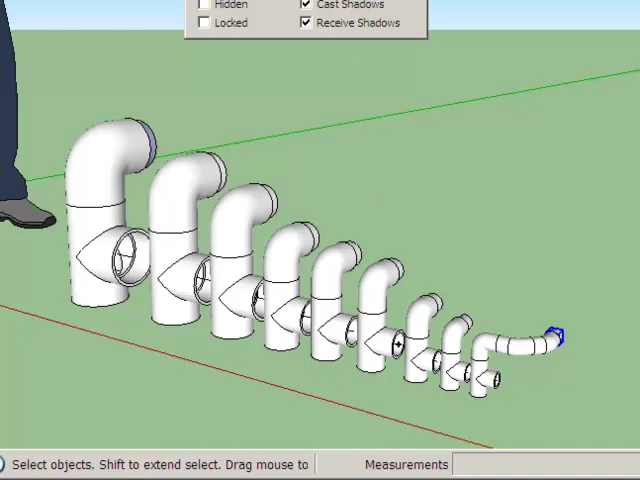 Hidden
Cast Shadows
Locked
Receive Shadows
Select objects. Shift to extend select. Drag mouse to
Measurements